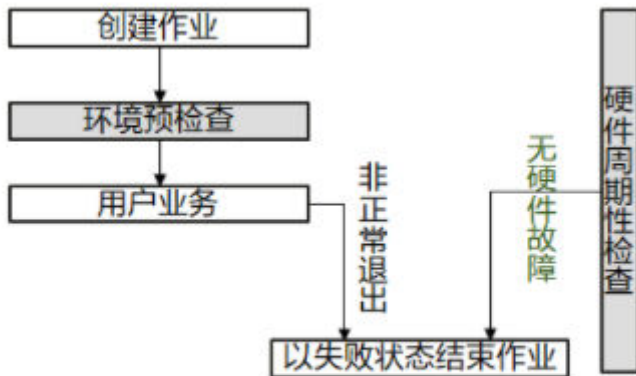 创建作业
环境预检查
用户业务
非正常退出
无硬件故障
硬件周期性检查
以失败状态结束作业